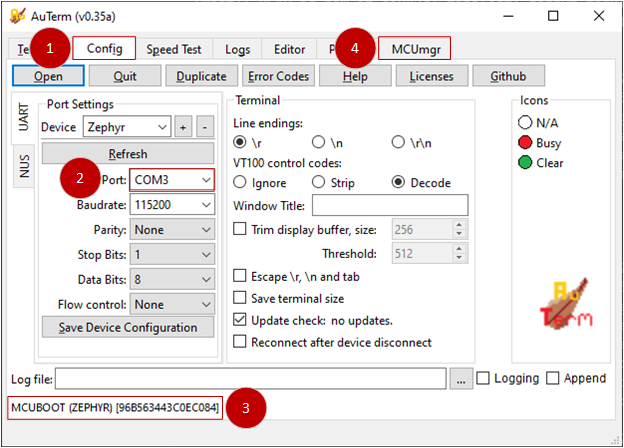 AuTerm (v0.35a)
Te 1 Config Speed Test Logs Editor P 4 MCUmgr
Open Quit Duplicate Error Codes Help Licenses Github
UART
NUS
Port Settings
Device Zephyr + -
Refresh
2 Port: COM3
Baudrate: 115200
Parity: None
Stop Bits: 1
Data Bits: 8
Flow control: None
Save Device Configuration
Terminal
Line endings:
\r \n \r\n
VT100 control codes:
Ignore Strip Decode
Window Title:
Trim display buffer, size: 256
Threshold: 512
Escape \r, \n and tab
Save terminal size
Update check: no updates.
Reconnect after device disconnect
Icons
N/A
Busy
Clear
Au
Term
Log file: ... Logging Append
MCUBOOT (ZEPHYR) [96B563443C0EC084] 3